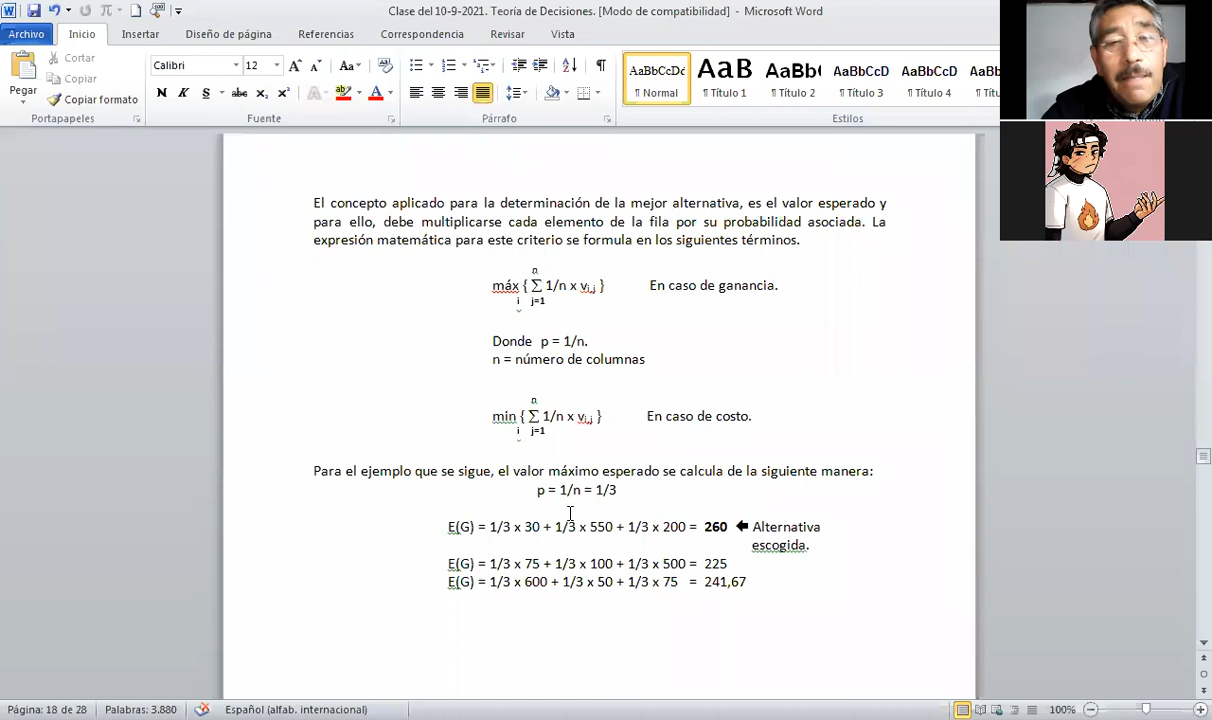 Clase del 10-9-2021. Teoría de Decisiones. [Modo de compatibilidad] - Microsoft Word
Archivo Inicio Insertar Diseño de página Referencias Correspondencia Revisar Vista
Pegar
Cortar
Copiar
Copiar formato
Portapapeles
Calibri 12
N K S abc x₂ x²
Fuente
Párrafo
AaBbCcDc AaB AaBbC AaBbCcD AaBbCcD AaB
¶ Normal Título 1 Título 2 ¶ Título 3 ¶ Título 4 ¶ Títu
Estilos
El concepto aplicado para la determinación de la mejor alternativa, es el valor esperado y
para ello, debe multiplicarse cada elemento de la fila por su probabilidad asociada. La
expresión matemática para este criterio se formula en los siguientes términos.
n
máx { Σ 1/n x vi,j } En caso de ganancia.
i j=1
Donde p = 1/n.
n = número de columnas
n
min { Σ 1/n x vi,j } En caso de costo.
i j=1
Para el ejemplo que se sigue, el valor máximo esperado se calcula de la siguiente manera:
p = 1/n = 1/3
E(G) = 1/3 x 30 + 1/3 x 550 + 1/3 x 200 = 260 🡸 Alternativa
escogida.
E(G) = 1/3 x 75 + 1/3 x 100 + 1/3 x 500 = 225
E(G) = 1/3 x 600 + 1/3 x 50 + 1/3 x 75 = 241,67
Página: 18 de 28 Palabras: 3.880 Español (alfab. internacional) 100%